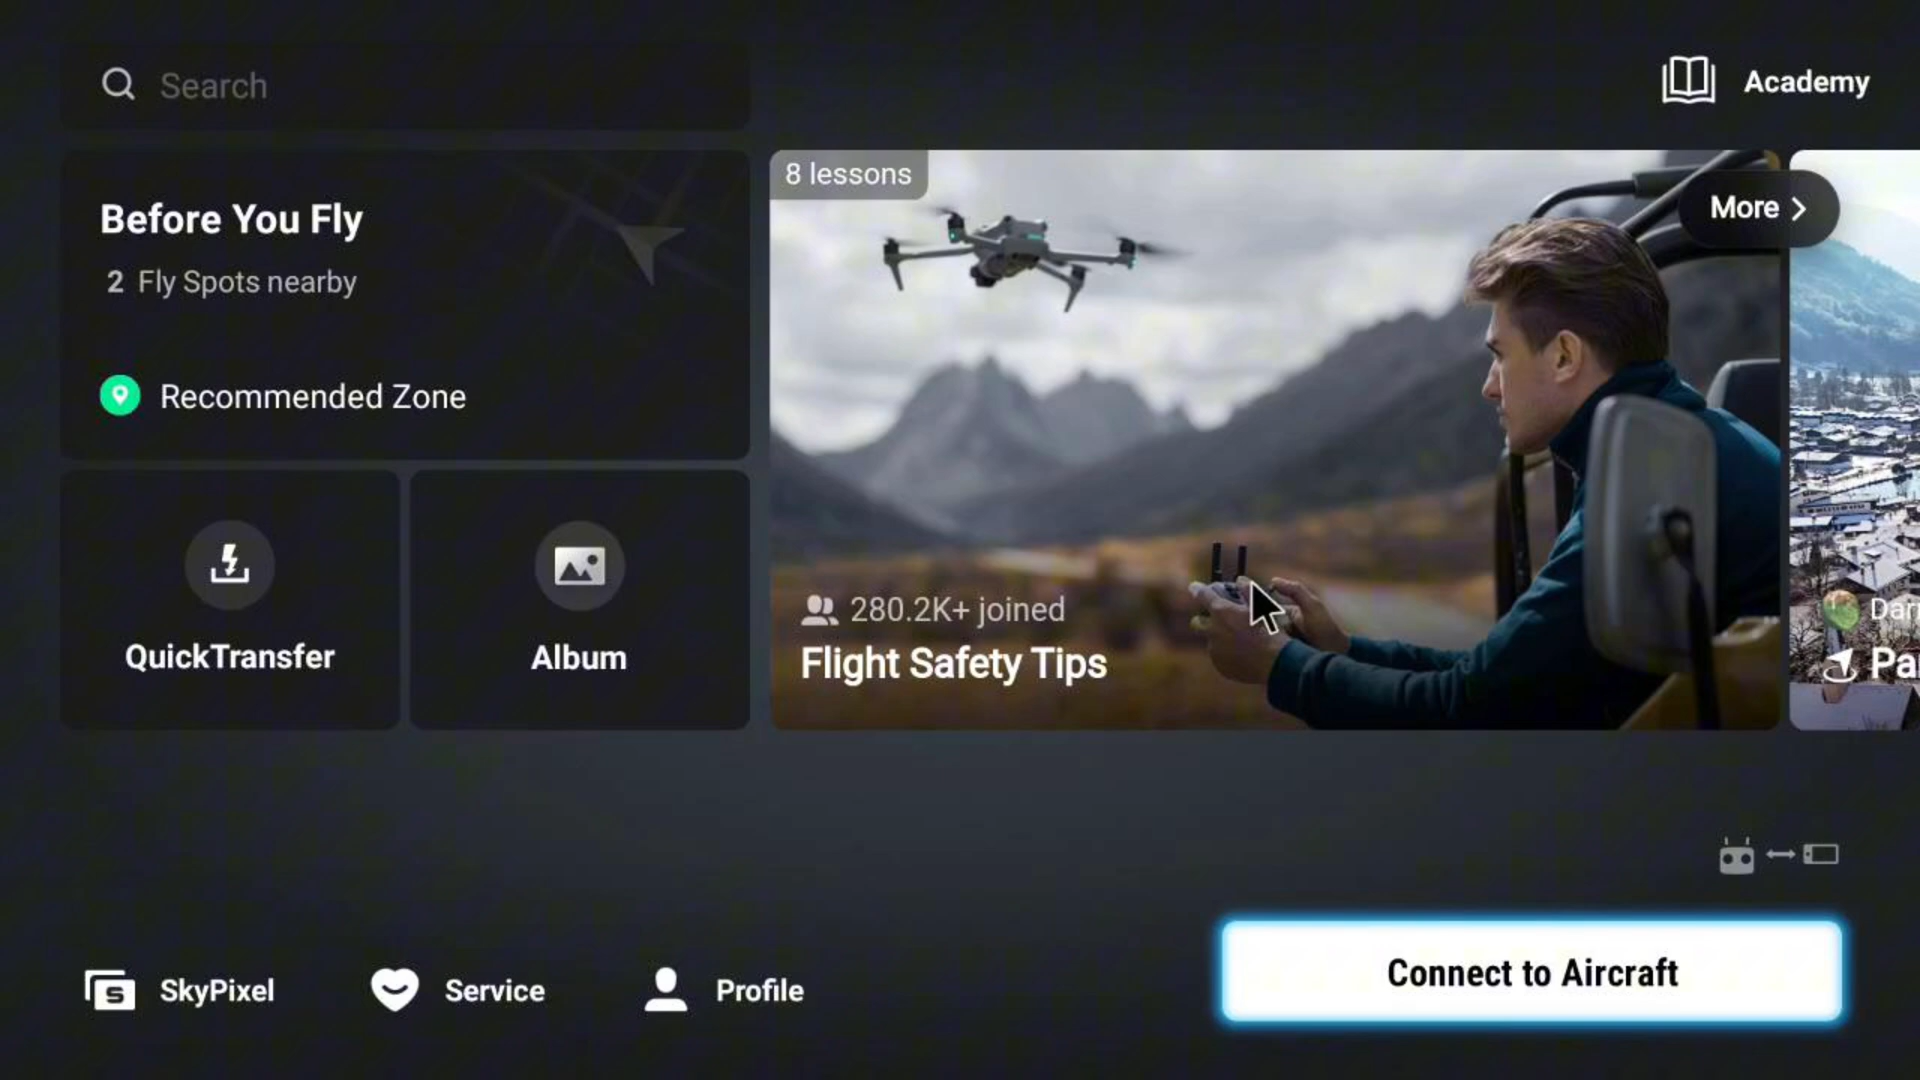 Search
Academy
Before You Fly
2 Fly Spots nearby
Recommended Zone
QuickTransfer
Album
8 lessons
More
280.2K+ joined
Flight Safety Tips
SkyPixel
Service
Profile
Connect to Aircraft